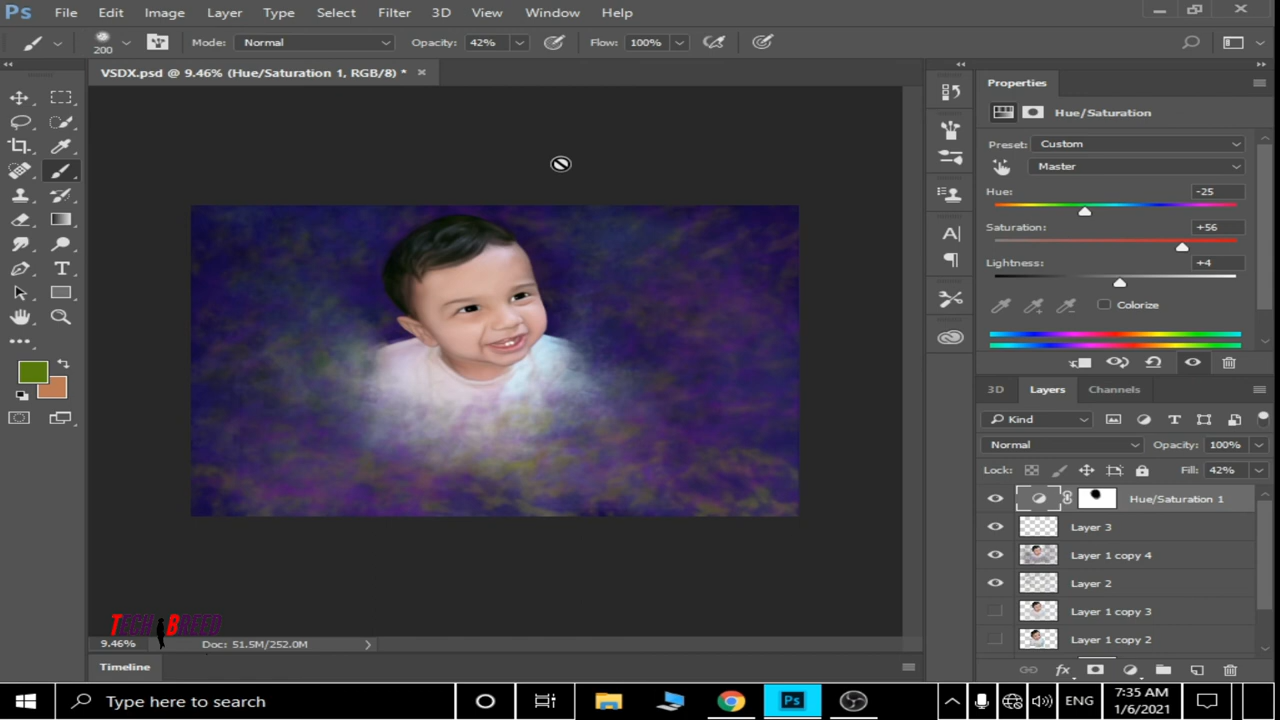 Ps File Edit Image Layer Type Select Filter 3D View Window Help
200 Mode: Normal Opacity: 42% Flow: 100%
VSDX.psd @ 9.46% (Hue/Saturation 1, RGB/8) * ×
Properties
Hue/Saturation
Preset: Custom
Master
Hue: -25
Saturation: +56
Lightness: +4
Colorize
3D Layers Channels
Kind
Normal Opacity: 100%
Lock: Fill: 42%
Hue/Saturation 1
Layer 3
Layer 1 copy 4
Layer 2
Layer 1 copy 3
Layer 1 copy 2
TECH BREED
9.46% Doc: 51.5M/252.0M
Timeline
Type here to search
Ps
ENG
7:35 AM
1/6/2021